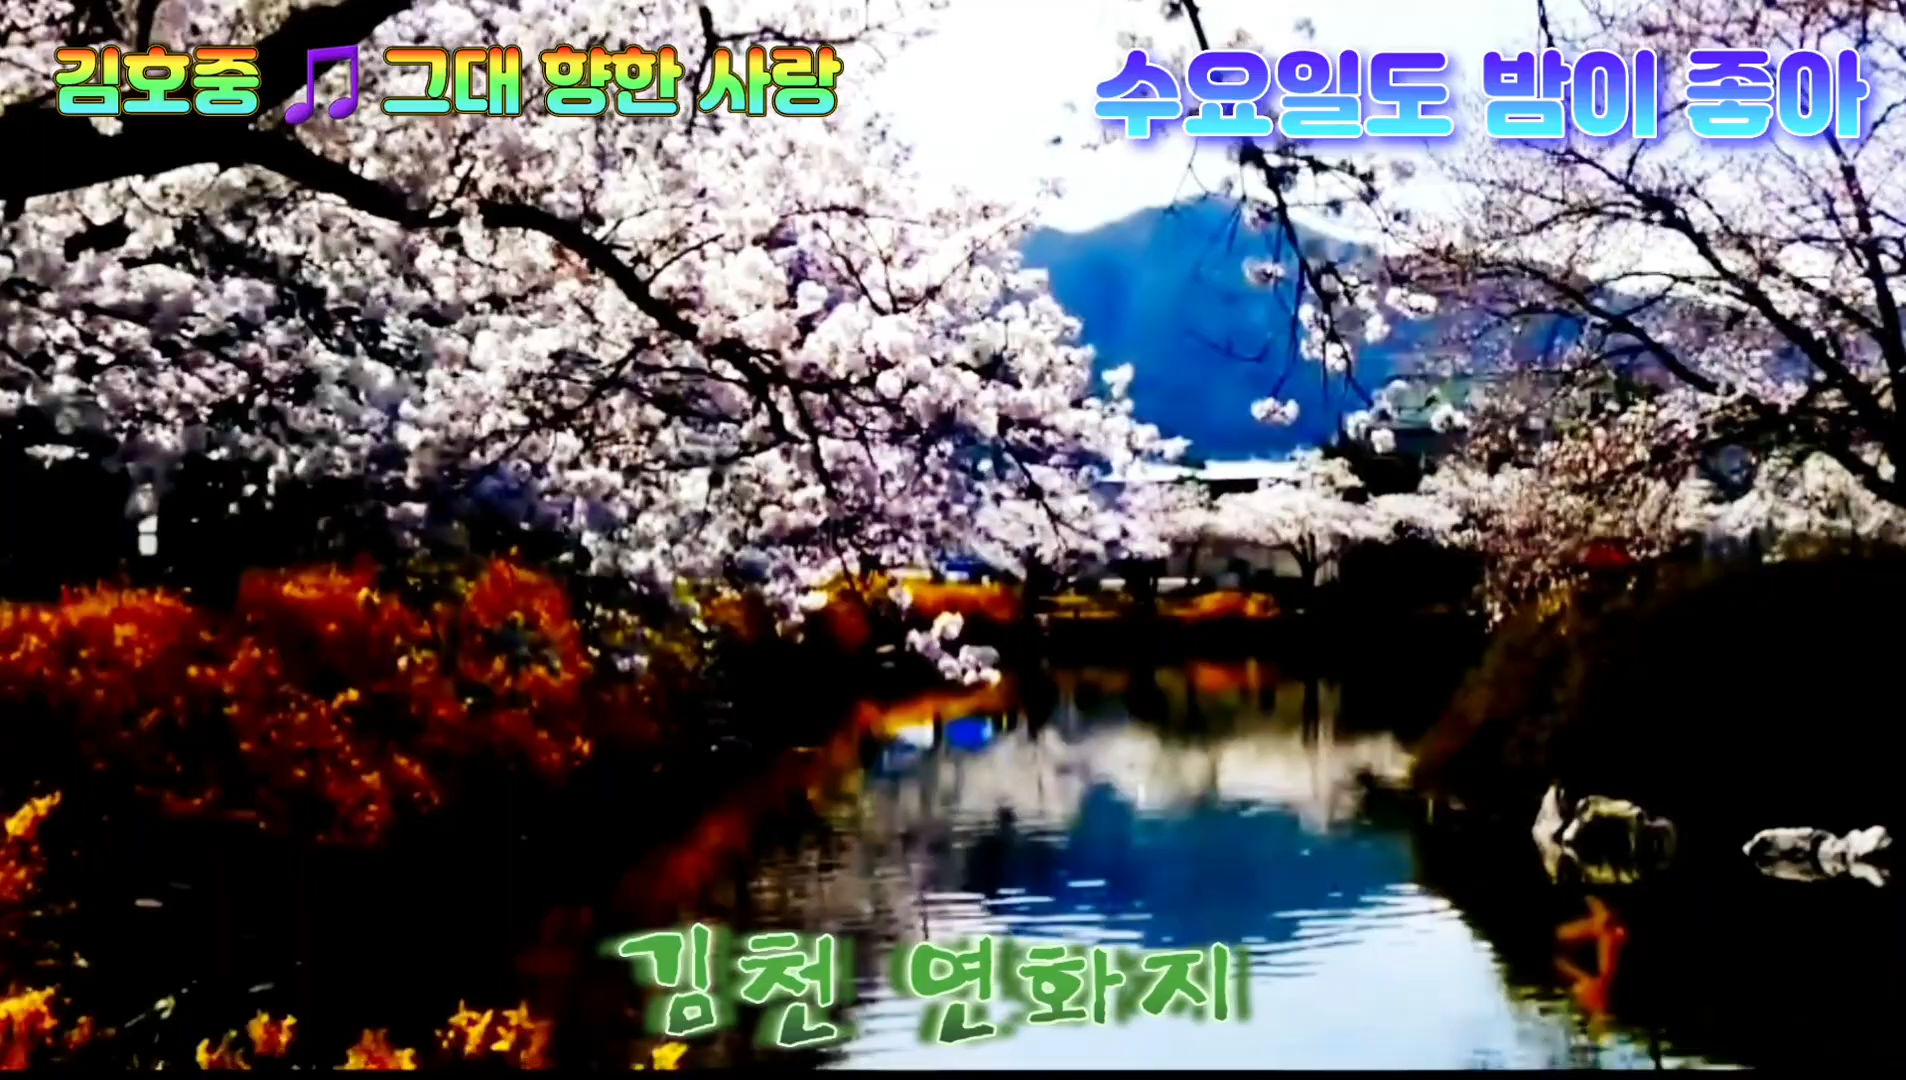 김호중 🎵 그대 향한 사랑
수요일도 밤이 좋아
김천 연화지